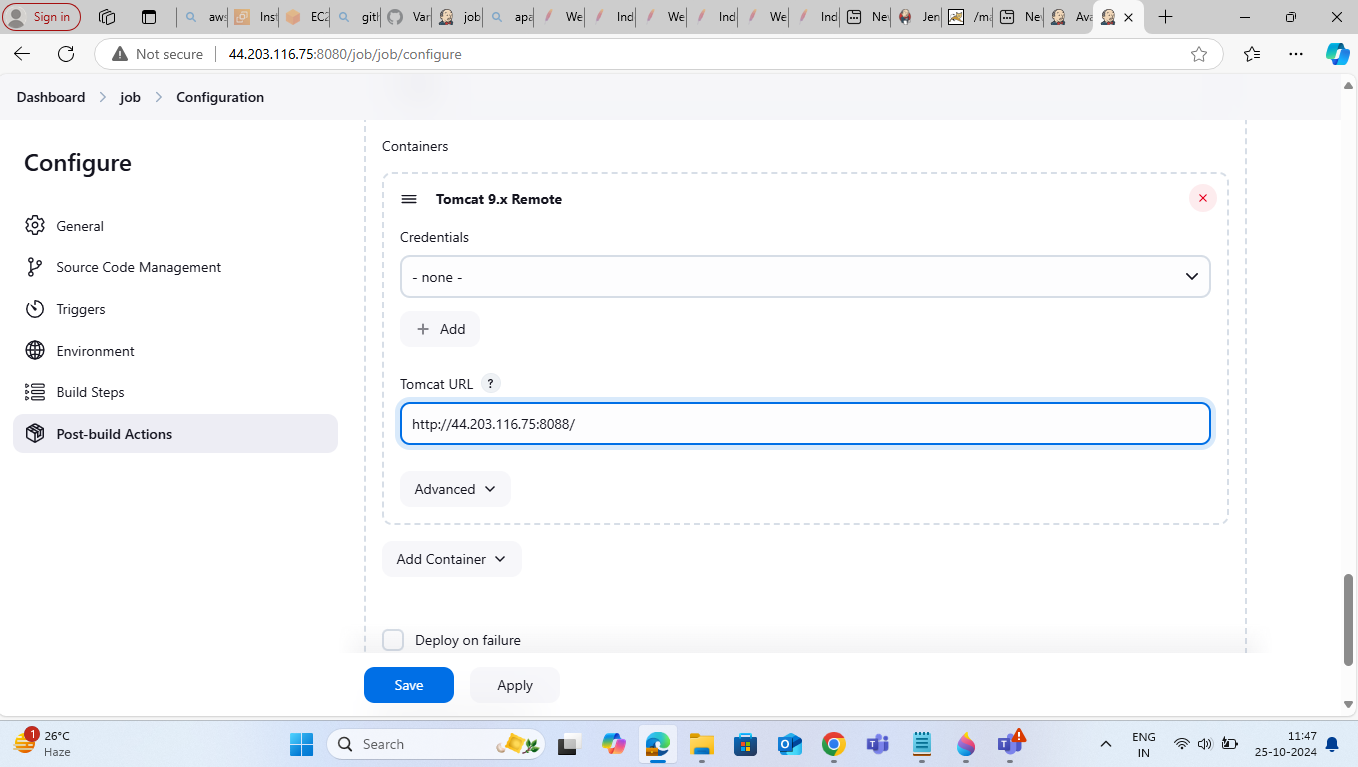 Sign in
aws
Inst
EC2
gitl
Var
job
apa
We
Ind
We
Ind
We
Ind
Nev
Jen
/ma
Nev
Ava
Not secure
44.203.116.75:8080/job/job/configure
Dashboard > job > Configuration
Configure
General
Source Code Management
Triggers
Environment
Build Steps
Post-build Actions
Containers
Tomcat 9.x Remote
Credentials
- none -
+ Add
Tomcat URL ?
http://44.203.116.75:8088/
Advanced
Add Container
Deploy on failure
Save
Apply
1
26°C
Haze
Search
ENG
IN
11:47
25-10-2024